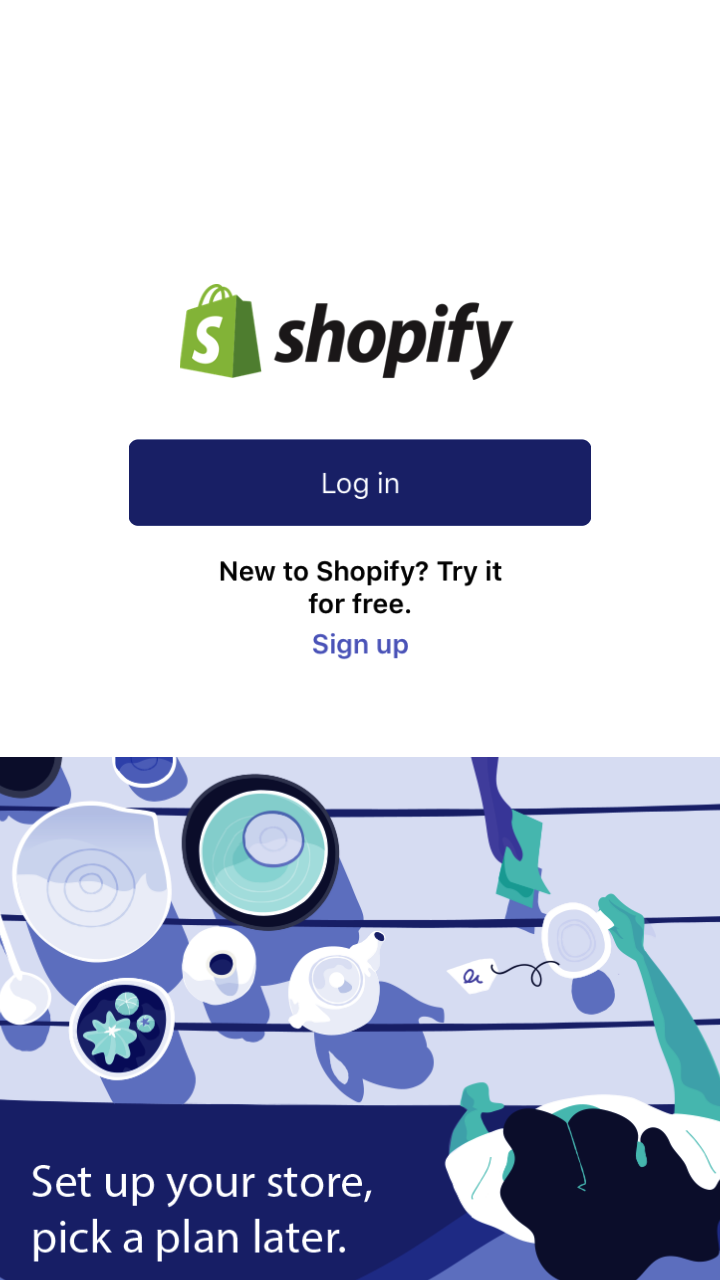 shopify
Log in
New to Shopify? Try it
for free.
Sign up
Set up your store,
pick a plan later.